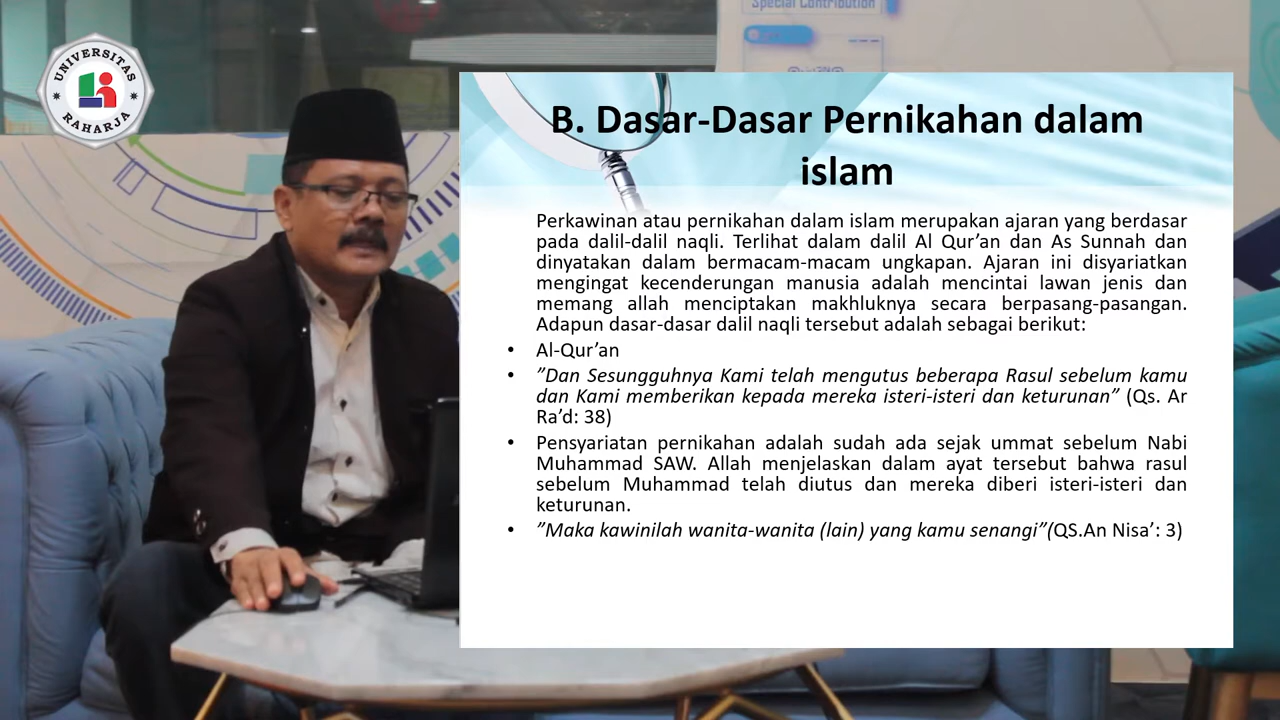 Special Contribution
UNIVERSITAS
RAHARJA
B. Dasar-Dasar Pernikahan dalam
islam
Perkawinan atau pernikahan dalam islam merupakan ajaran yang berdasar
pada dalil-dalil naqli. Terlihat dalam dalil Al Qur’an dan As Sunnah dan
dinyatakan dalam bermacam-macam ungkapan. Ajaran ini disyariatkan
mengingat kecenderungan manusia adalah mencintai lawan jenis dan
memang allah menciptakan makhluknya secara berpasang-pasangan.
Adapun dasar-dasar dalil naqli tersebut adalah sebagai berikut:
• Al-Qur’an
• ”Dan Sesungguhnya Kami telah mengutus beberapa Rasul sebelum kamu
dan Kami memberikan kepada mereka isteri-isteri dan keturunan” (Qs. Ar
Ra’d: 38)
• Pensyariatan pernikahan adalah sudah ada sejak ummat sebelum Nabi
Muhammad SAW. Allah menjelaskan dalam ayat tersebut bahwa rasul
sebelum Muhammad telah diutus dan mereka diberi isteri-isteri dan
keturunan.
• ”Maka kawinilah wanita-wanita (lain) yang kamu senangi”(QS.An Nisa’: 3)